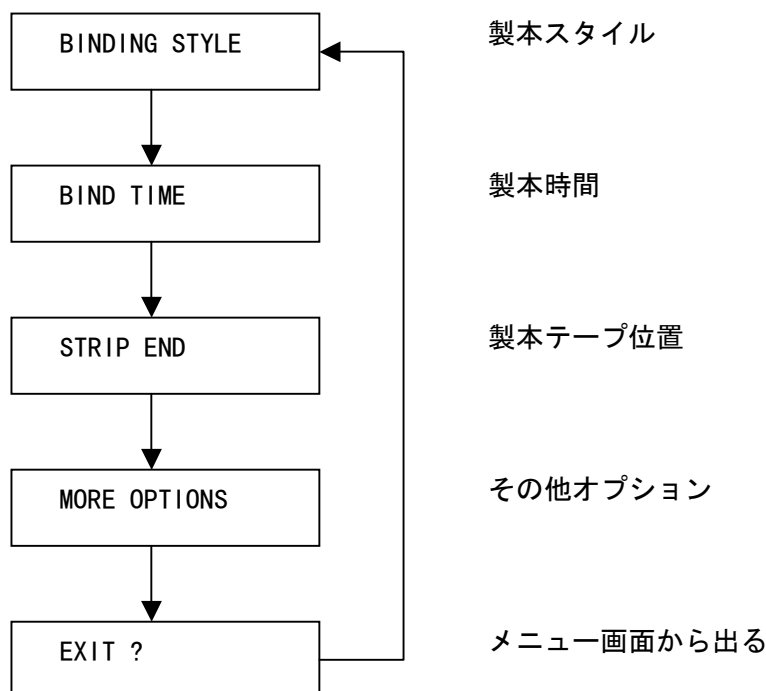 BINDING STYLE 製本スタイル
BIND TIME 製本時間
STRIP END 製本テープ位置
MORE OPTIONS その他オプション
EXIT ? メニュー画面から出る